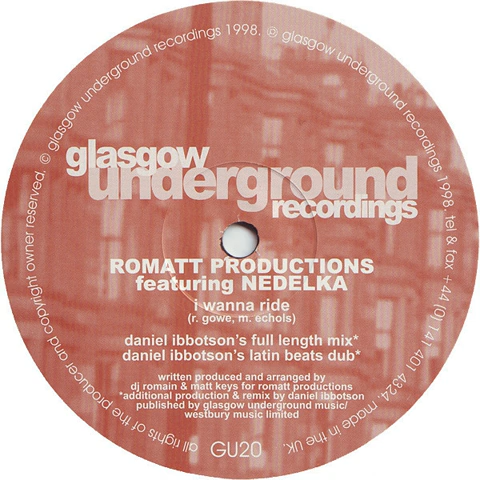 all rights of the producer and copyright owner reserved. © glasgow underground recordings 1998. ℗ glasgow underground recordings 1998. tel & fax +44 (0) 141 401 4324. made in the UK.
glasgow
underground
recordings
ROMATT PRODUCTIONS
featuring NEDELKA
i wanna ride
(r. gowe, m. echols)
daniel ibbotson's full length mix*
daniel ibbotson's latin beats dub*
written produced and arranged by
dj romain & matt keys for romatt productions
*additional production & remix by daniel ibbotson
published by glasgow underground music/
westbury music limited
GU20